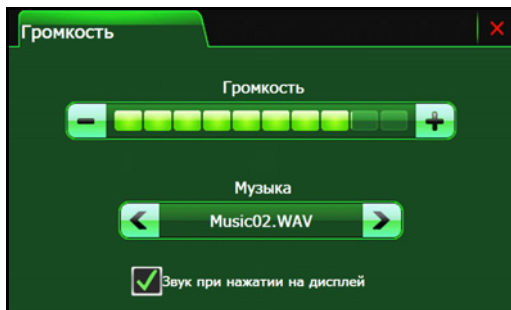 Громкость
Громкость
Музыка
Music02.WAV
Звук при нажатии на дисплей